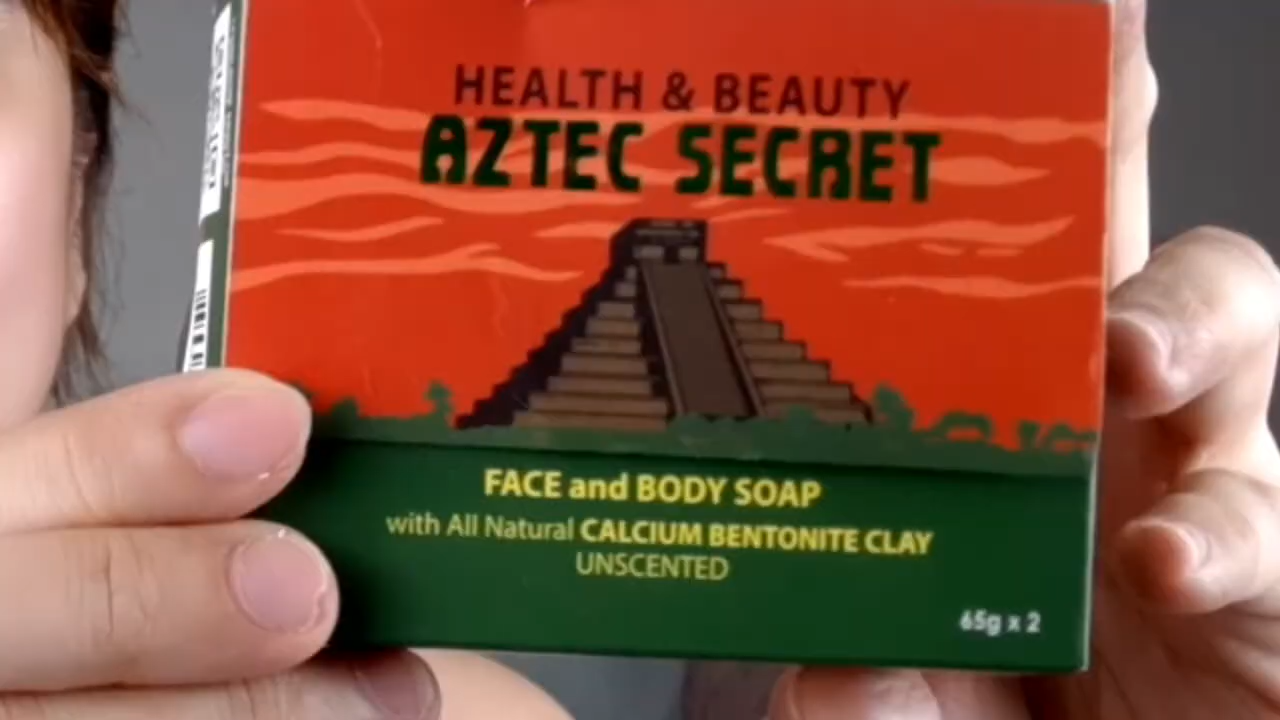 HEALTH & BEAUTY
AZTEC SECRET
FACE and BODY SOAP
with All Natural CALCIUM BENTONITE CLAY
UNSCENTED
65g x 2